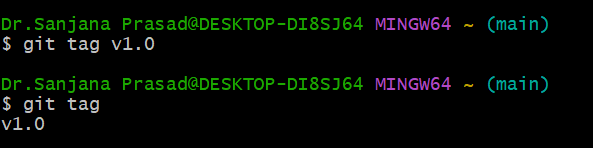 Dr.Sanjana Prasad@DESKTOP-DI8SJ64 MINGW64 ~ (main)
$ git tag v1.0
Dr.Sanjana Prasad@DESKTOP-DI8SJ64 MINGW64 ~ (main)
$ git tag
v1.0